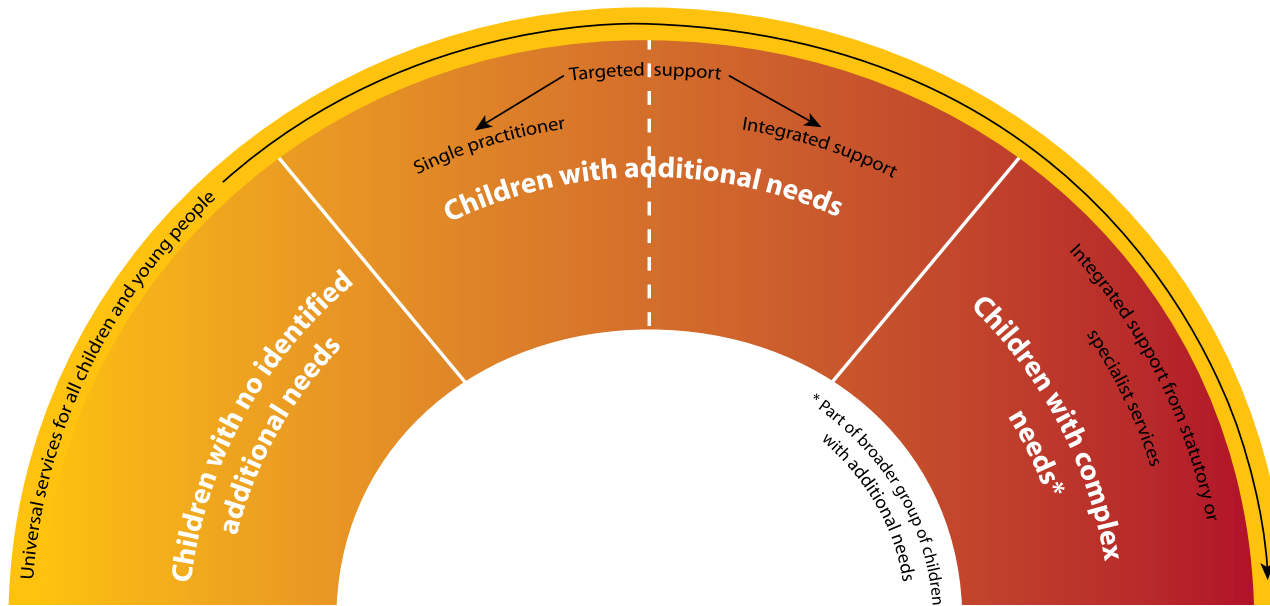 Universal services for all children and young people
Children with no identified
additional needs
Targeted support
Single practitioner
Integrated support
Children with additional needs
Integrated support from statutory or
specialist services
Children with complex
needs*
* Part of broader group of children
with additional needs